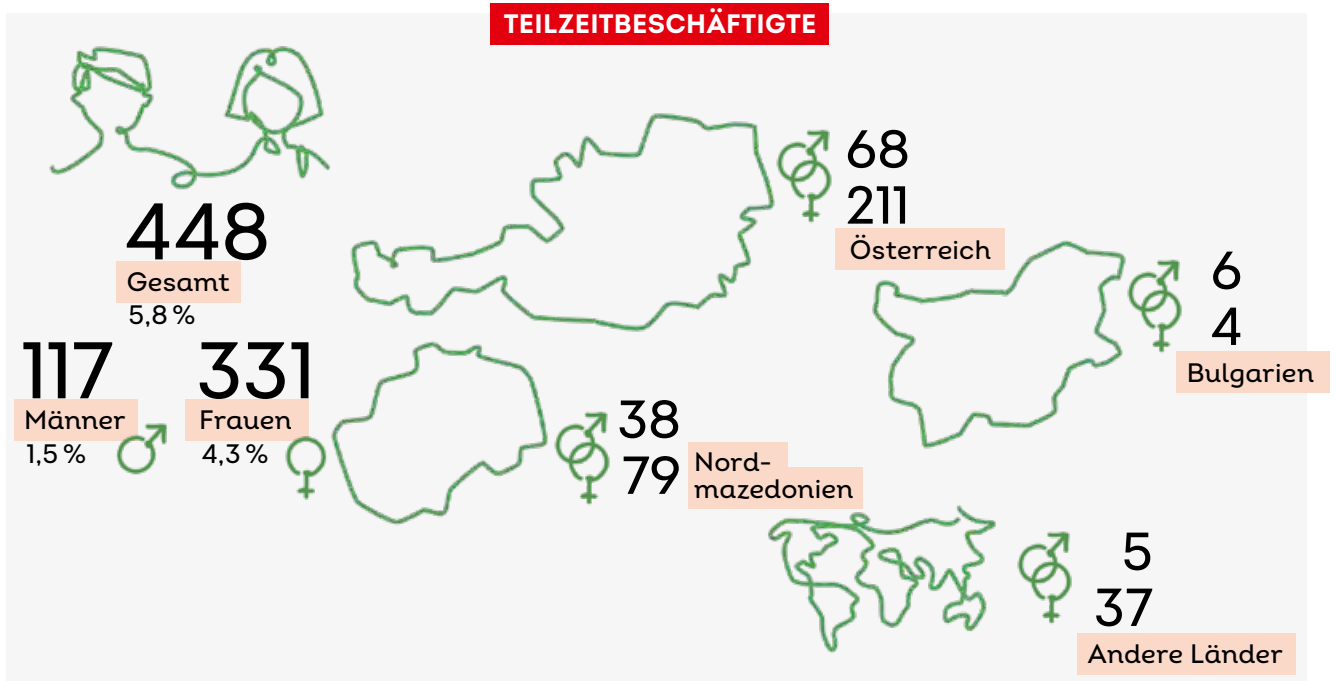 TEILZEITBESCHÄFTIGTE
448
Gesamt
5,8 %
117
Männer
1,5 %
331
Frauen
4,3 %
68
211
Österreich
6
4
Bulgarien
38
79
Nord-
mazedonien
5
37
Andere Länder